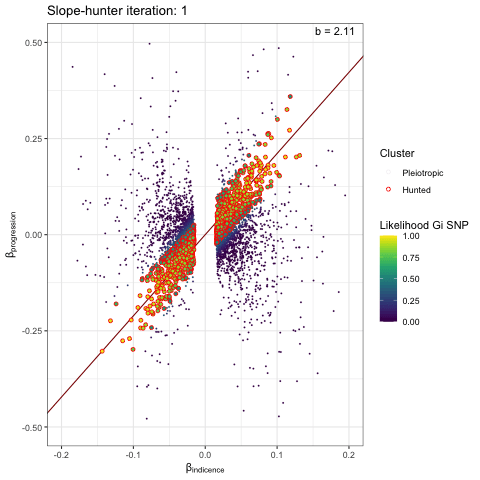 Slope-hunter iteration: 1
b = 2.11
0.50
0.25
0.00
-0.25
-0.50
βprogression
-0.2 -0.1 0.0 0.1 0.2
βindicence
Cluster
Pleiotropic
Hunted
Likelihood Gi SNP
1.00
0.75
0.50
0.25
0.00